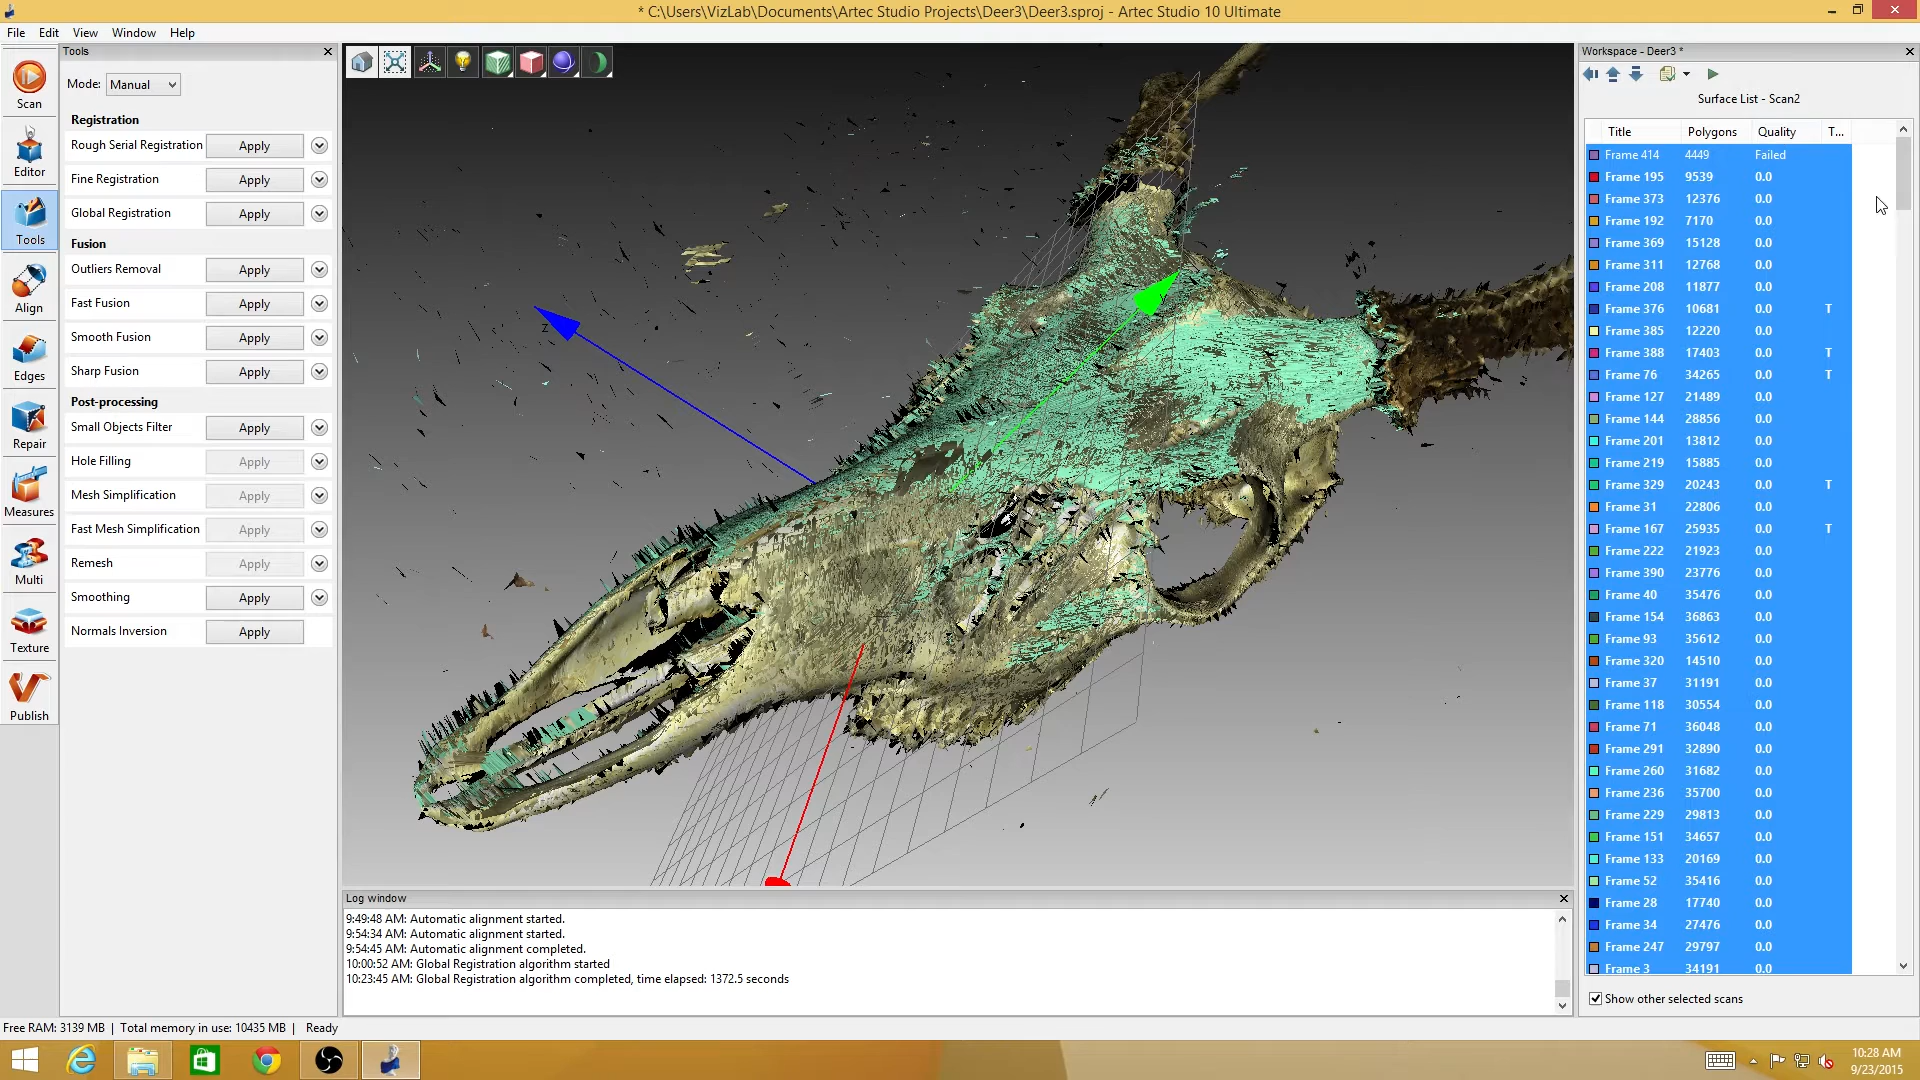 * C:\Users\VizLab\Documents\Artec Studio Projects\Deer3\Deer3.sproj - Artec Studio 10 Ultimate
File Edit View Window Help
Scan
Editor
Tools
Align
Edges
Repair
Measures
Multi
Texture
Publish
Tools
Mode: Manual
Registration
Rough Serial Registration Apply
Fine Registration Apply
Global Registration Apply
Fusion
Outliers Removal Apply
Fast Fusion Apply
Smooth Fusion Apply
Sharp Fusion Apply
Post-processing
Small Objects Filter Apply
Hole Filling Apply
Mesh Simplification Apply
Fast Mesh Simplification Apply
Remesh Apply
Smoothing Apply
Normals Inversion Apply
Z
Log window
9:49:48 AM: Automatic alignment started.
9:54:34 AM: Automatic alignment started.
9:54:45 AM: Automatic alignment completed.
10:00:52 AM: Global Registration algorithm started
10:23:45 AM: Global Registration algorithm completed, time elapsed: 1372.5 seconds
Workspace - Deer3 *
Surface List - Scan2
Title Polygons Quality T...
Frame 414 4449 Failed
Frame 195 9539 0.0
Frame 373 12376 0.0
Frame 192 7170 0.0
Frame 369 15128 0.0
Frame 311 12768 0.0
Frame 208 11877 0.0
Frame 376 10681 0.0 T
Frame 385 12220 0.0
Frame 388 17403 0.0 T
Frame 76 34265 0.0 T
Frame 127 21489 0.0
Frame 144 28856 0.0
Frame 201 13812 0.0
Frame 219 15885 0.0
Frame 329 20243 0.0 T
Frame 31 22806 0.0
Frame 167 25935 0.0 T
Frame 222 21923 0.0
Frame 390 23776 0.0
Frame 40 35476 0.0
Frame 154 36863 0.0
Frame 93 35612 0.0
Frame 320 14510 0.0
Frame 37 31191 0.0
Frame 118 30554 0.0
Frame 71 36048 0.0
Frame 291 32890 0.0
Frame 260 31682 0.0
Frame 236 35700 0.0
Frame 229 29813 0.0
Frame 151 34657 0.0
Frame 133 20169 0.0
Frame 52 35416 0.0
Frame 28 17740 0.0
Frame 34 27476 0.0
Frame 247 29797 0.0
Frame 3 34191 0.0
Show other selected scans
Free RAM: 3139 MB | Total memory in use: 10435 MB | Ready
10:28 AM
9/23/2015